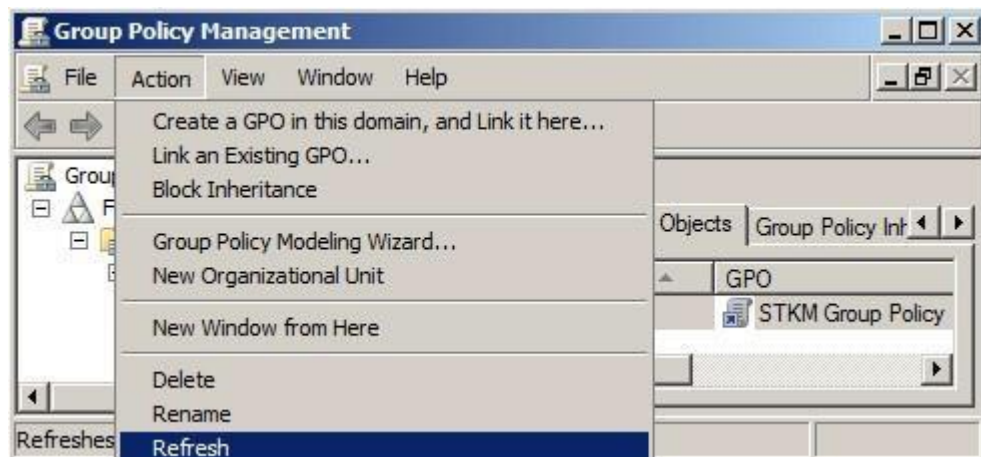 Group Policy Management
File Action View Window Help
Create a GPO in this domain, and Link it here...
Link an Existing GPO...
Block Inheritance
Group Policy Modeling Wizard...
New Organizational Unit
New Window from Here
Delete
Rename
Refresh
Objects Group Policy Inh
GPO
STKM Group Policy
Refreshes